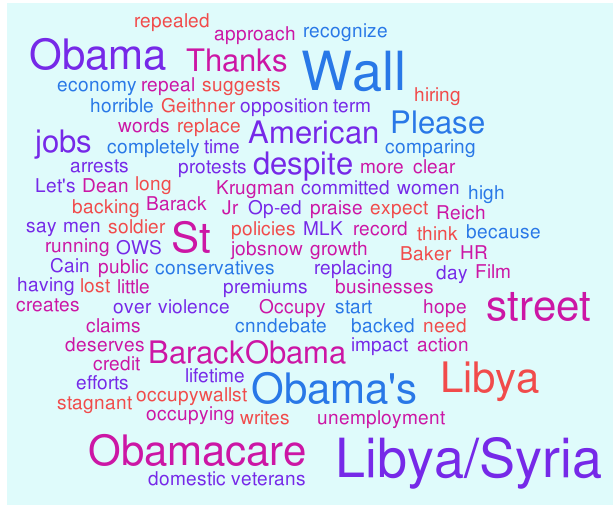 repealed
approach recognize
Obama Thanks Wall
economy repeal suggests
hiring
horrible Geithner opposition term
words replace American Please
jobs completely time comparing
arrests protests despite more clear
Let's Dean long Krugman committed women high
backing Barack Jr Op-ed praise expect Reich
say men soldier St policies MLK record think because
running OWS jobsnow growth Baker HR
Cain public conservatives replacing day Film
having lost little premiums businesses
creates over violence Occupy start hope street
claims cnndebate backed need
deserves BarackObama impact action
credit
efforts lifetime Obama's Libya
stagnant occupywallst
occupying writes unemployment
Obamacare Libya/Syria
domestic veterans